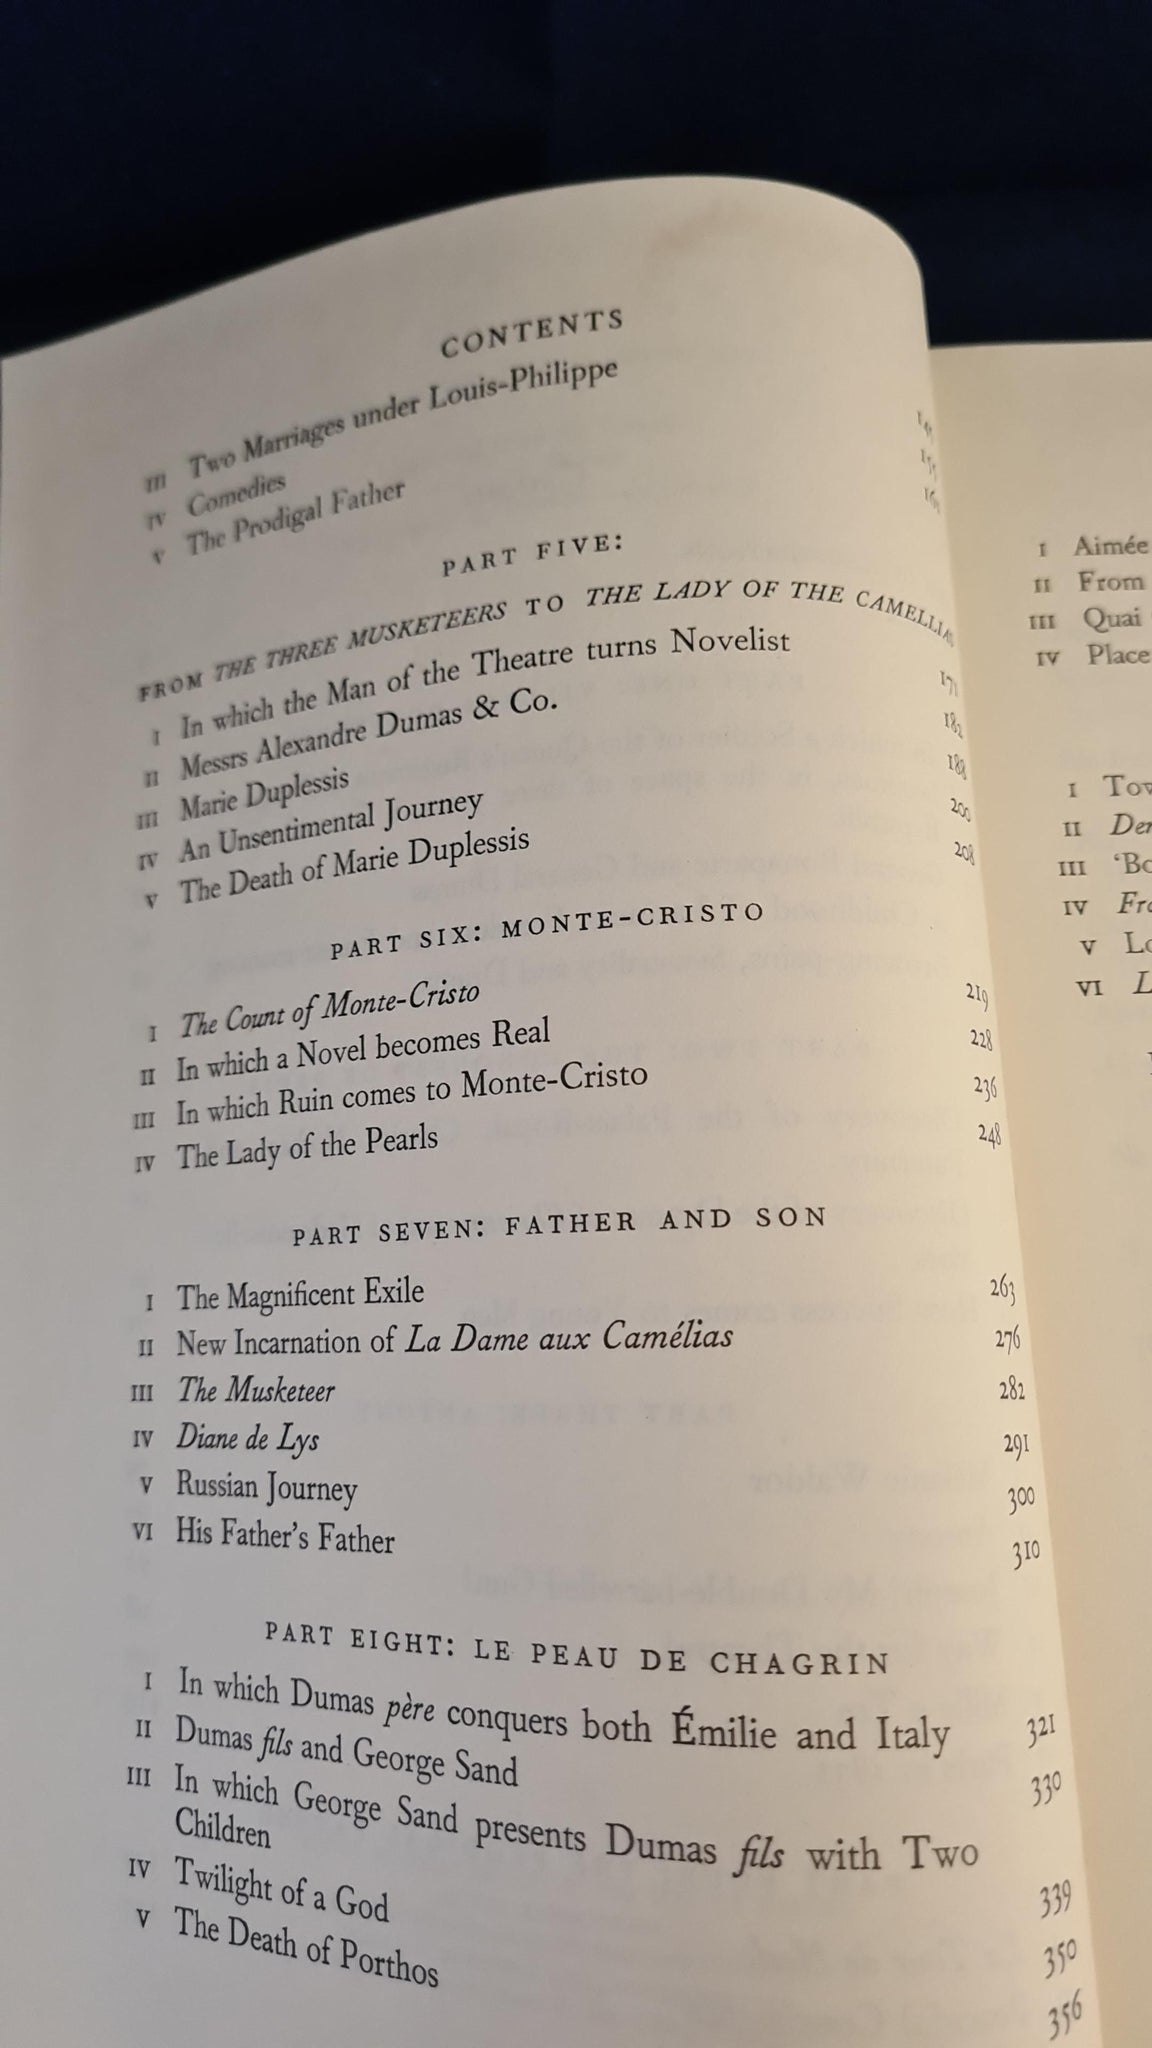 CONTENTS
III Two Marriages under Louis-Philippe
IV Comedies
V The Prodigal Father
PART FIVE:
FROM THE THREE MUSKETEERS TO THE LADY OF THE CAMELLIAS
I In which the Man of the Theatre turns Novelist 171
II Messrs Alexandre Dumas & Co. 182
III Marie Duplessis 188
IV An Unsentimental Journey 200
V The Death of Marie Duplessis 208
PART SIX: MONTE-CRISTO
I The Count of Monte-Cristo 219
II In which a Novel becomes Real 228
III In which Ruin comes to Monte-Cristo 236
IV The Lady of the Pearls 248
PART SEVEN: FATHER AND SON
I The Magnificent Exile 263
II New Incarnation of La Dame aux Camélias 276
III The Musketeer 282
IV Diane de Lys 291
V Russian Journey 300
VI His Father's Father 310
PART EIGHT: LE PEAU DE CHAGRIN
I In which Dumas père conquers both Émilie and Italy 321
II Dumas fils and George Sand 330
III In which George Sand presents Dumas fils with Two
Children 339
IV Twilight of a God 350
V The Death of Porthos 356
I Aimée
II From
III Quai
IV Place
I
II
III
IV
V
VI